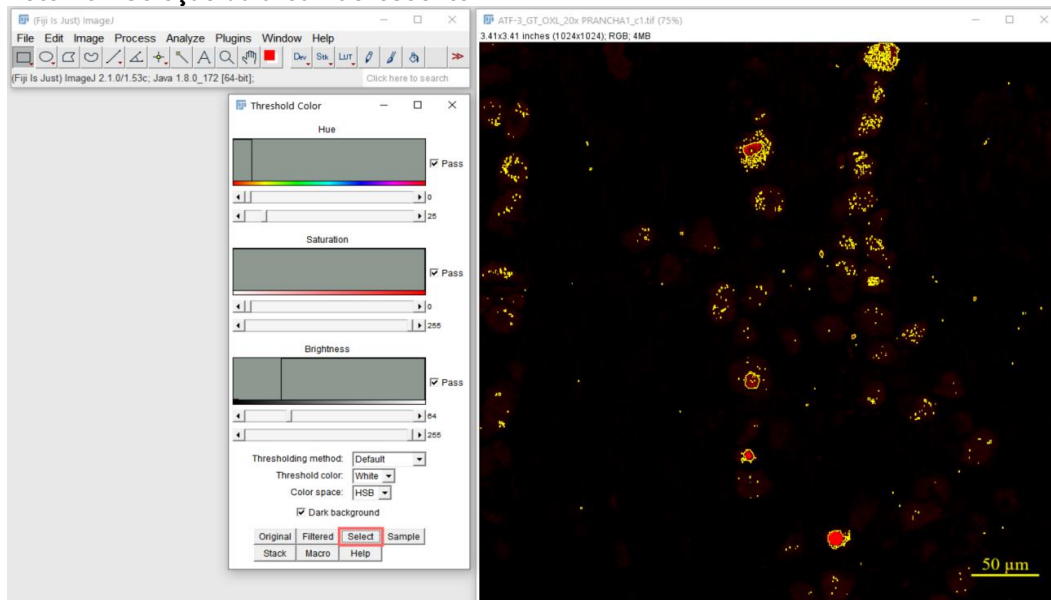 (Fiji Is Just) ImageJ
File Edit Image Process Analyze Plugins Window Help
A Dev Stk LUT
(Fiji Is Just) ImageJ 2.1.0/1.53c; Java 1.8.0_172 [64-bit];
Click here to search
Threshold Color
Hue
Pass
0
25
Saturation
Pass
0
255
Brightness
Pass
64
255
Thresholding method: Default
Threshold color: White
Color space: HSB
Dark background
Original Filtered Select Sample
Stack Macro Help
ATF-3_GT_OXL_20x PRANCHA1_c1.tif (75%)
3.41x3.41 inches (1024x1024); RGB; 4MB
50 µm